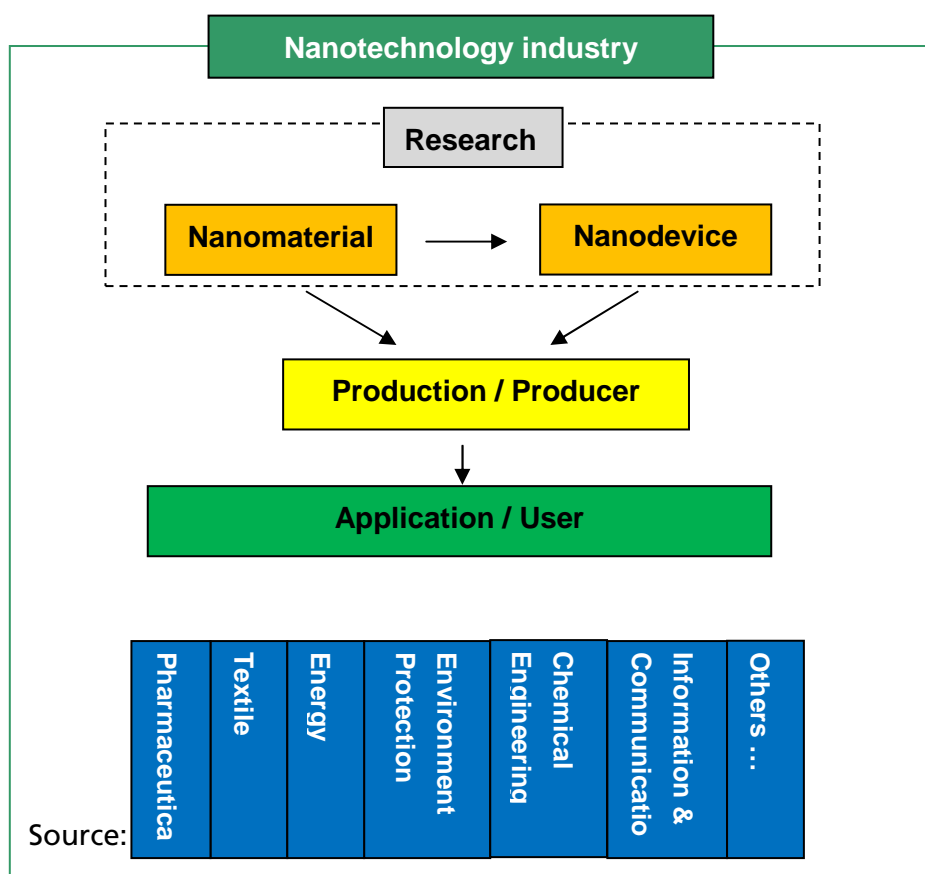 Nanotechnology industry
Research
Nanomaterial
Nanodevice
Production / Producer
Application / User
Pharmaceutica
Textile
Energy
Environment
Protection
Chemical
Engineering
Information &
Communicatio
Others ...
Source: